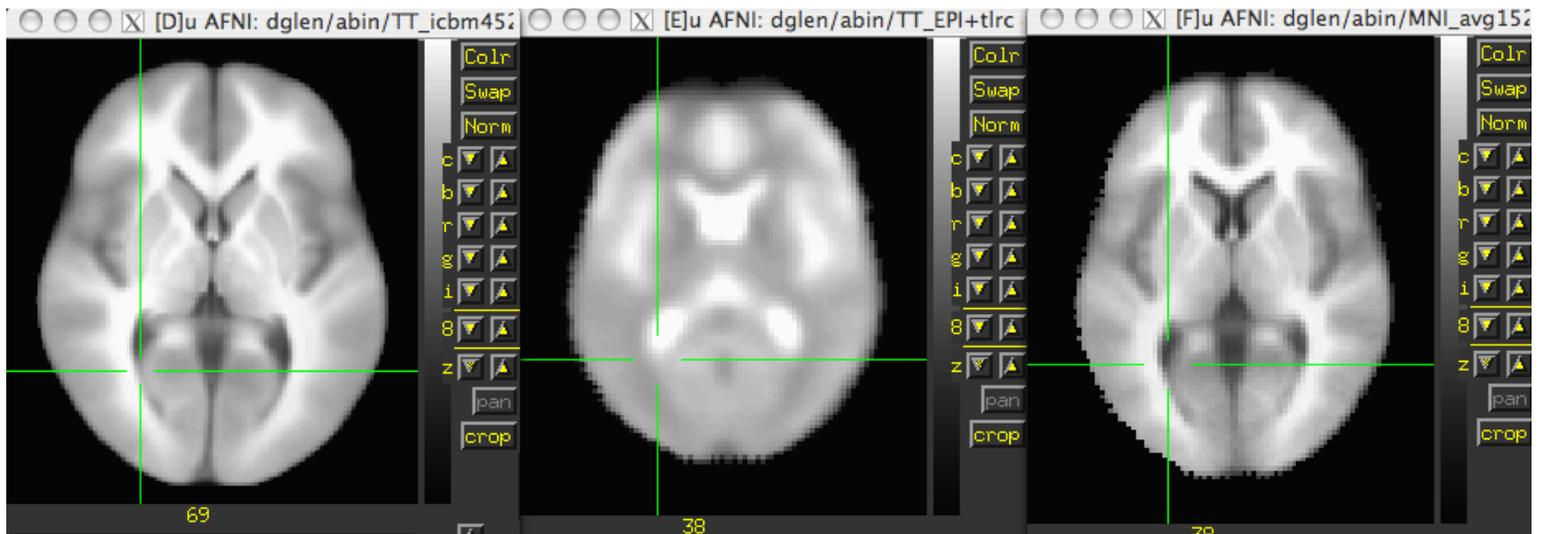 [D]u AFNI: dglen/abin/TT_icbm452
Colr
Swap
Norm
c
b
r
g
i
8
z
pan
crop
69
[E]u AFNI: dglen/abin/TT_EPI+tlrc
Colr
Swap
Norm
c
b
r
g
i
8
z
pan
crop
38
[F]u AFNI: dglen/abin/MNI_avg152
Colr
Swap
Norm
c
b
r
g
i
8
z
pan
crop